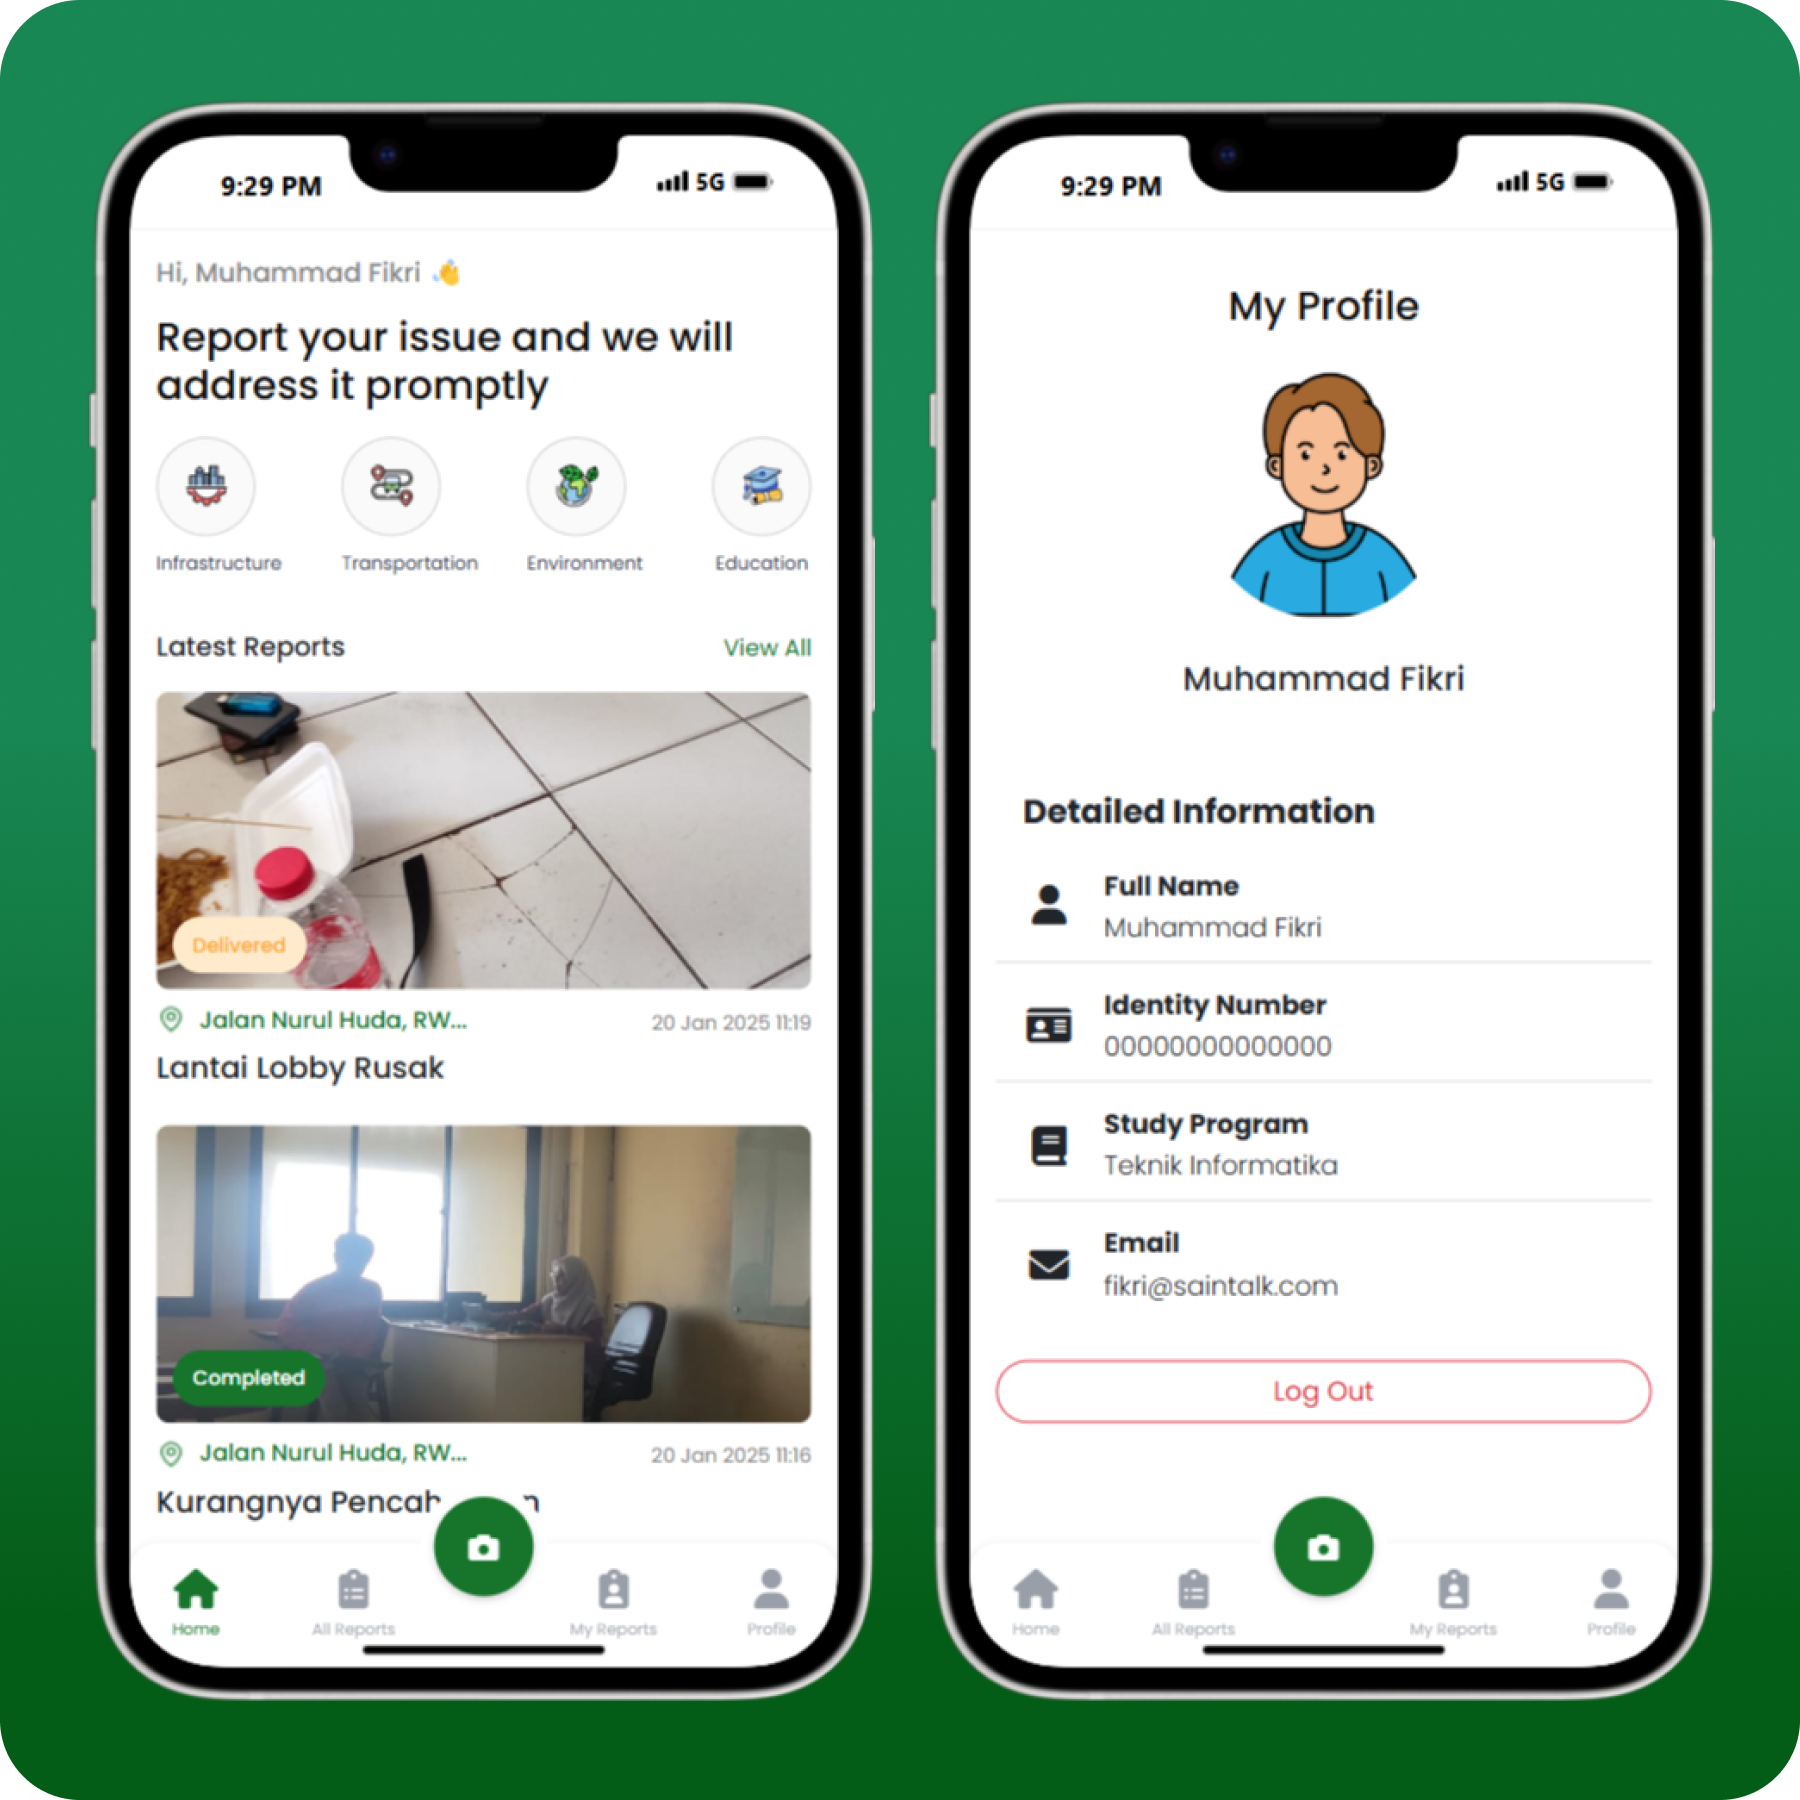 9:29 PM
5G
Hi, Muhammad Fikri
Report your issue and we will
address it promptly
Infrastructure
Transportation
Environment
Education
Latest Reports
View All
Delivered
Jalan Nurul Huda, RW...
20 Jan 2025 11:19
Lantai Lobby Rusak
Completed
Jalan Nurul Huda, RW...
20 Jan 2025 11:16
Kurangnya
Home
All Reports
My Reports
Profile
9:29 PM
5G
My Profile
Muhammad Fikri
Detailed Information
Full Name
Muhammad Fikri
Identity Number
00000000000000
Study Program
Teknik Informatika
Email
fikri@saintalk.com
Log Out
Home
All Reports
My Reports
Profile